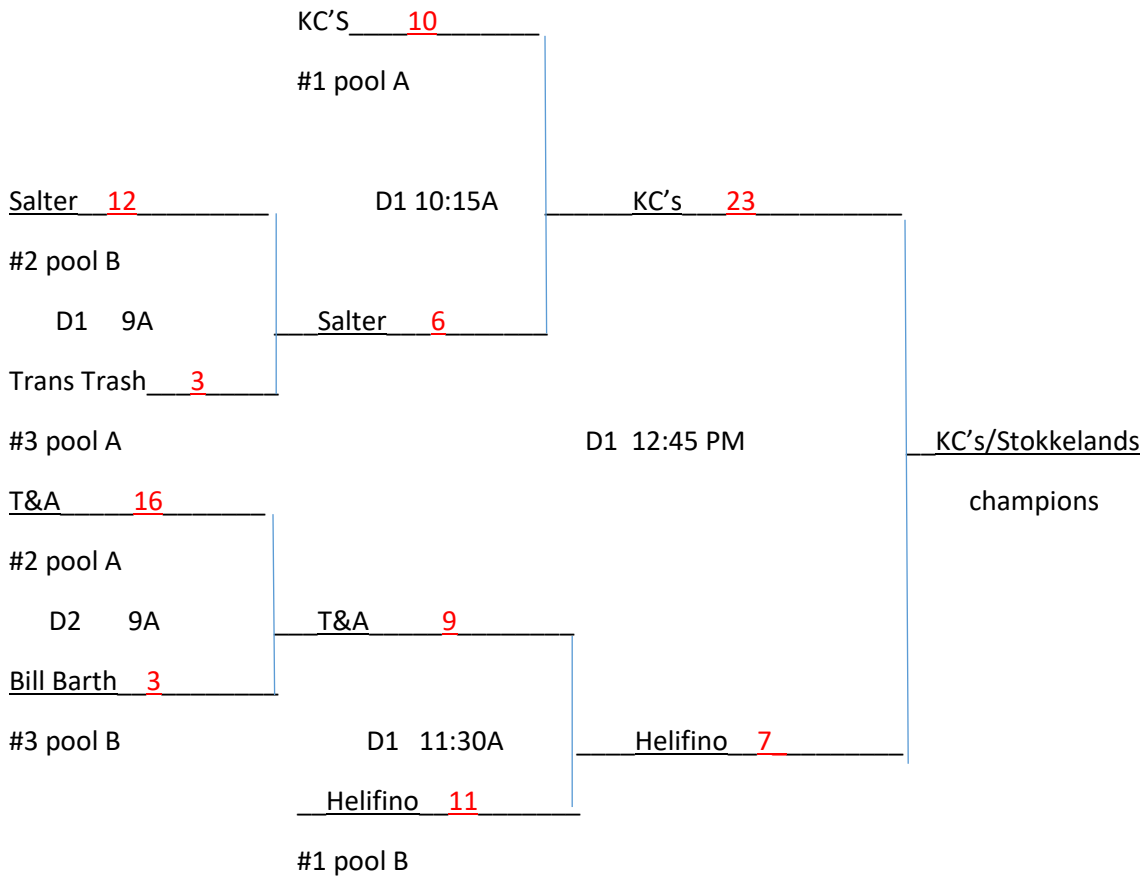 KC'S 10
#1 pool A
Salter 12
D1 10:15A
KC's 23
#2 pool B
D1 9A
Salter 6
Trans Trash 3
#3 pool A
D1 12:45 PM
KC's/Stokkelands
T&A 16
champions
#2 pool A
D2 9A
T&A 9
Bill Barth 3
#3 pool B
D1 11:30A
Helifino 7
Helifino 11
#1 pool B